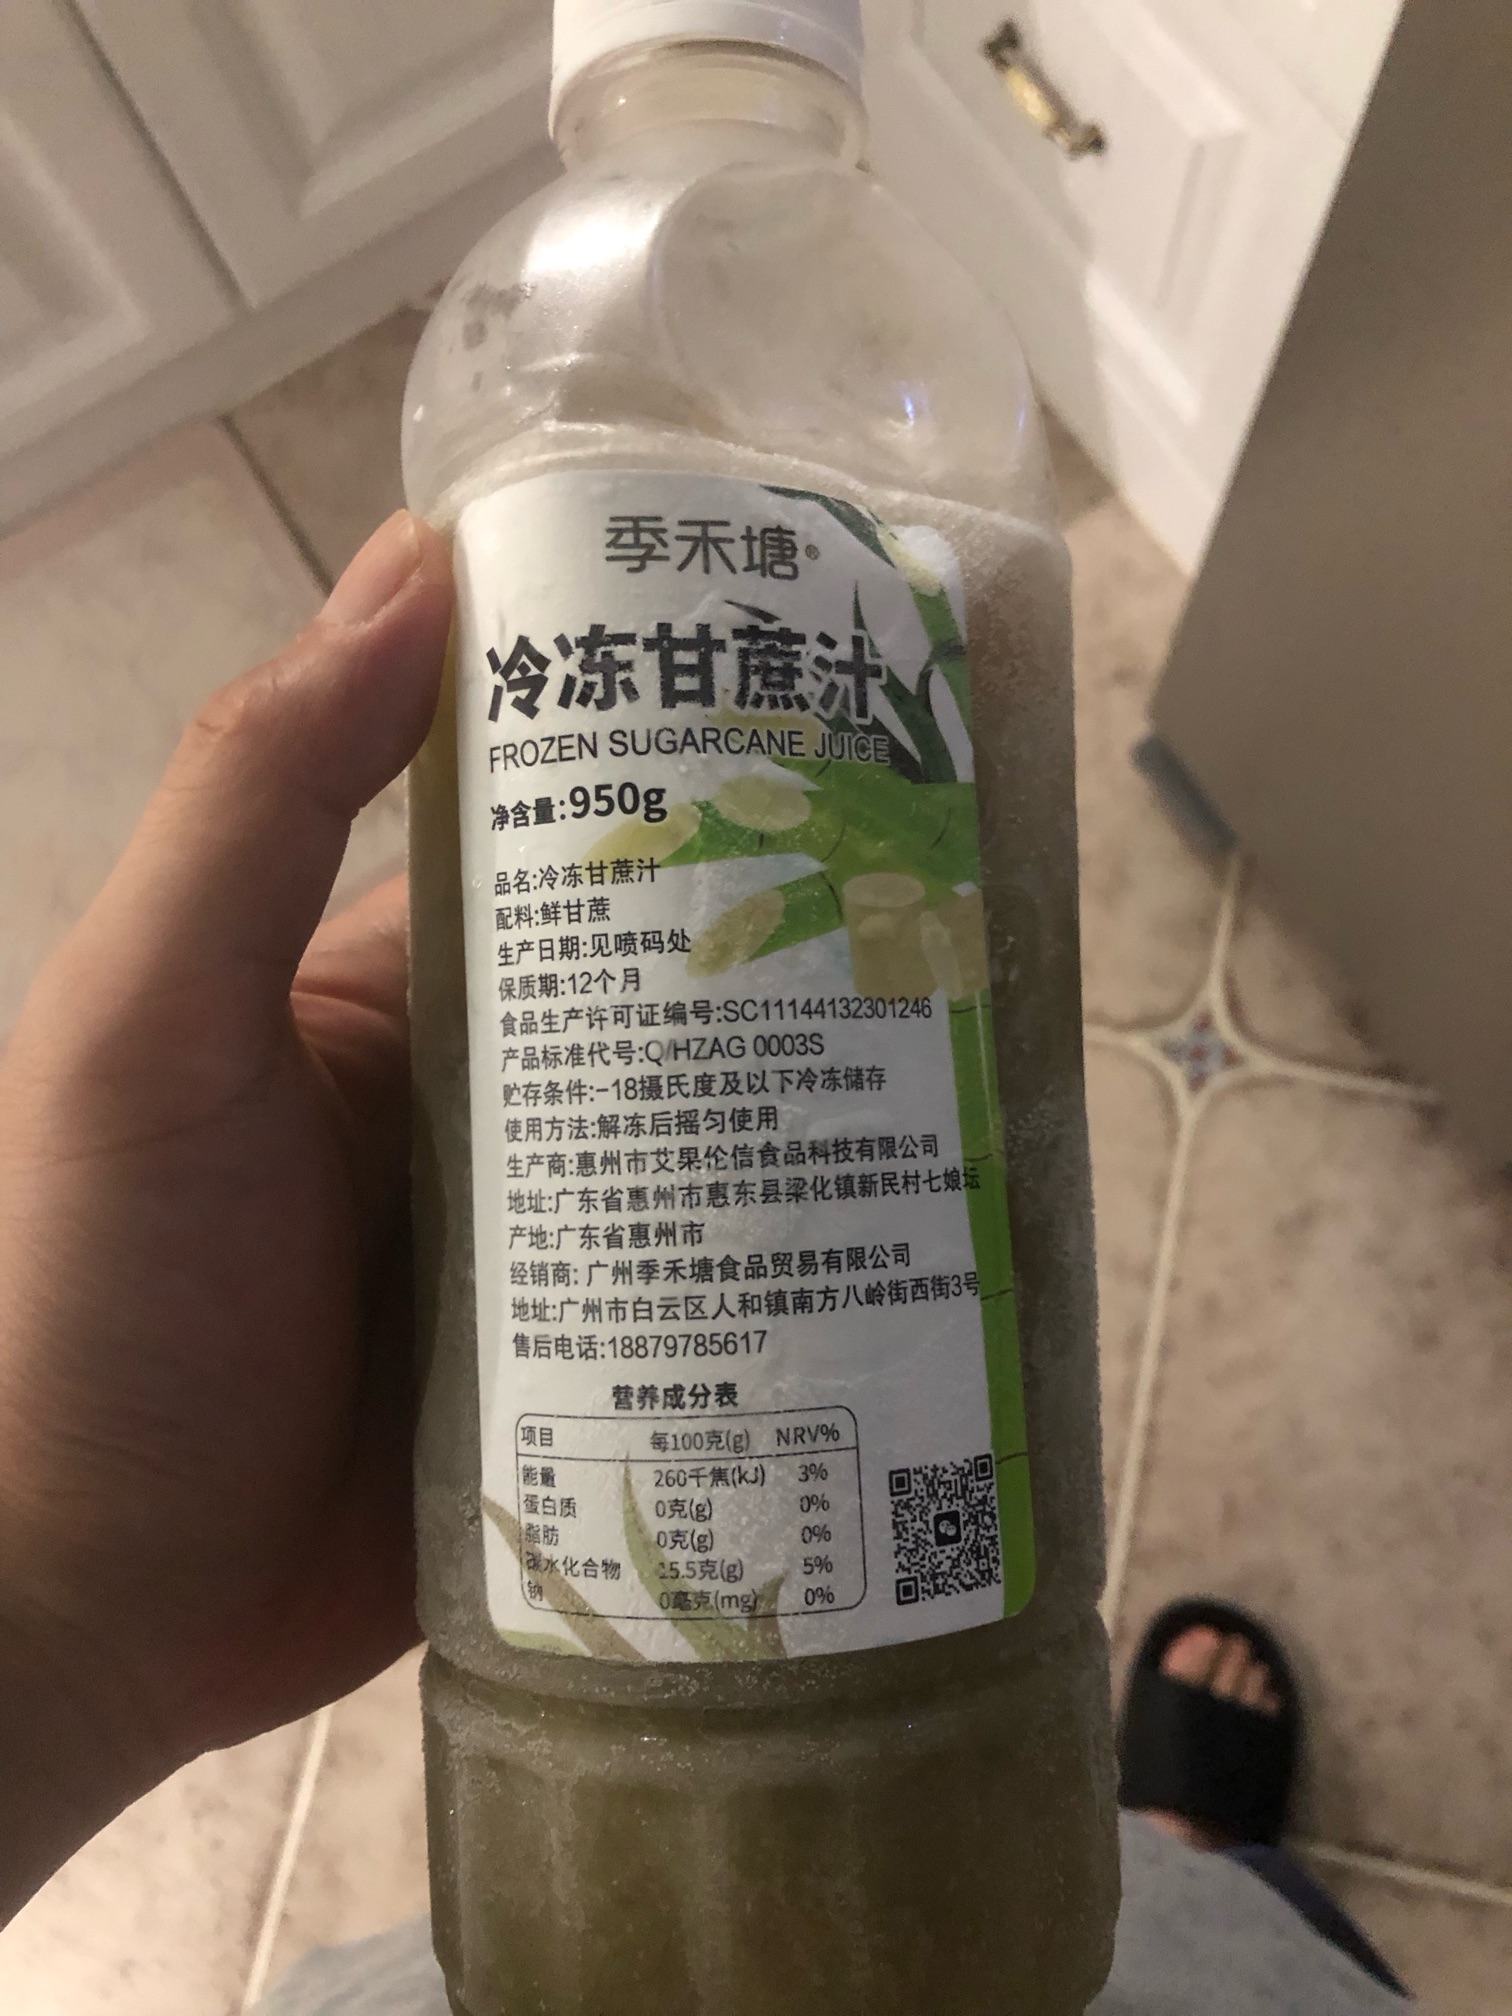 季禾塘®
冷冻甘蔗汁
FROZEN SUGARCANE JUICE
净含量:950g
品名:冷冻甘蔗汁
配料:鲜甘蔗
生产日期:见喷码处
保质期:12个月
食品生产许可证编号:SC11144132301246
产品标准代号:Q/HZAG 0003S
贮存条件:-18摄氏度及以下冷冻储存
使用方法:解冻后摇匀使用
生产商:惠州市艾果伦信食品科技有限公司
地址:广东省惠州市惠东县梁化镇新民村七娘坛
产地:广东省惠州市
经销商: 广州季禾塘食品贸易有限公司
地址:广州市白云区人和镇南方八岭街西街3号
售后电话:18879785617
营养成分表
项目 每100克(g) NRV%
能量 260千焦(kJ) 3%
蛋白质 0克(g) 0%
脂肪 0克(g) 0%
碳水化合物 15.5克(g) 5%
钠 0毫克(mg) 0%